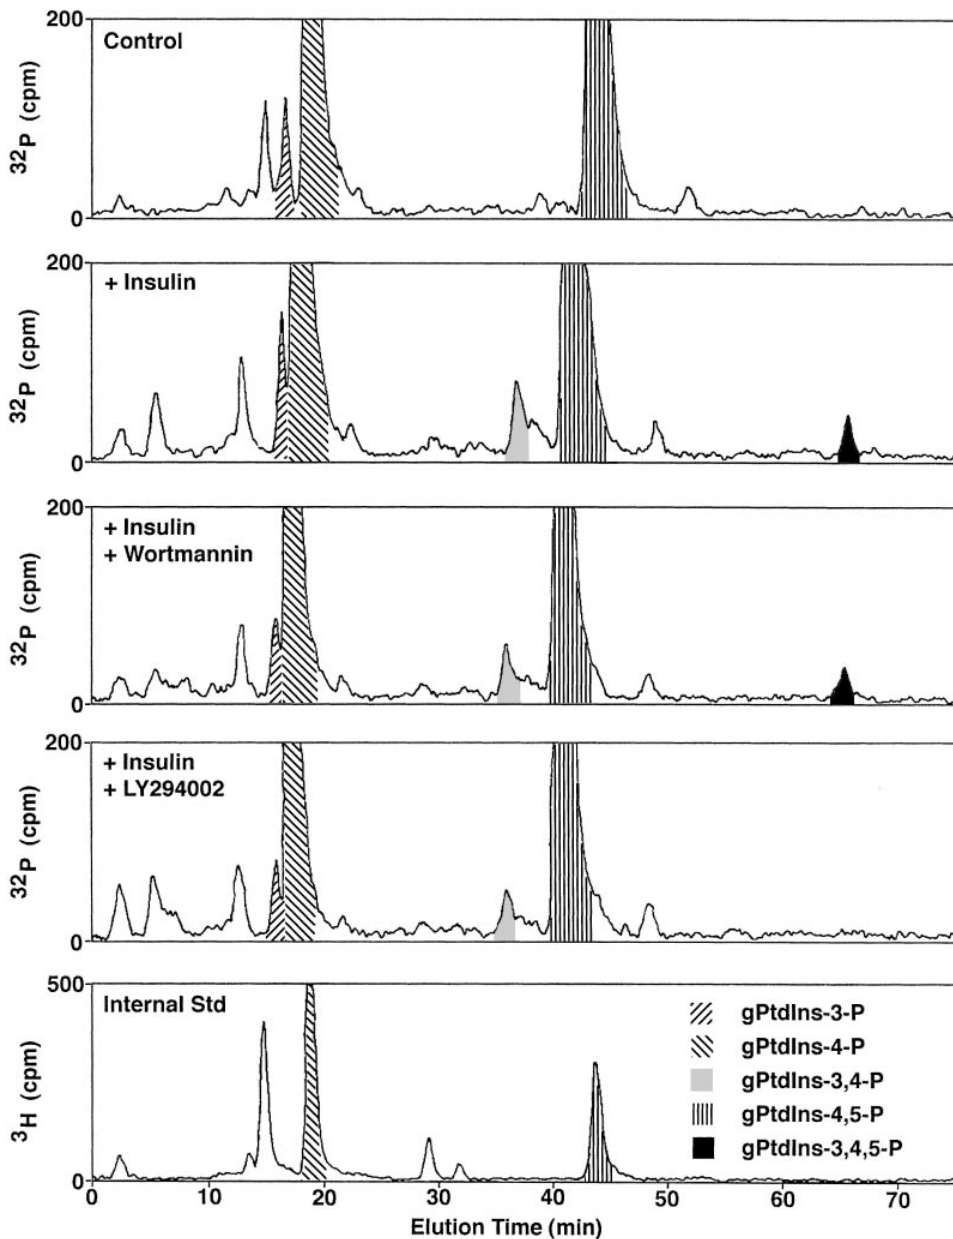 200
Control
32P (cpm)
0
200
+ Insulin
32P (cpm)
0
200
+ Insulin
+ Wortmannin
32P (cpm)
0
200
+ Insulin
+ LY294002
32P (cpm)
0
500
Internal Std
3H (cpm)
0
gPtdIns-3-P
gPtdIns-4-P
gPtdIns-3,4-P
gPtdIns-4,5-P
gPtdIns-3,4,5-P
0 10 20 30 40 50 60 70
Elution Time (min)